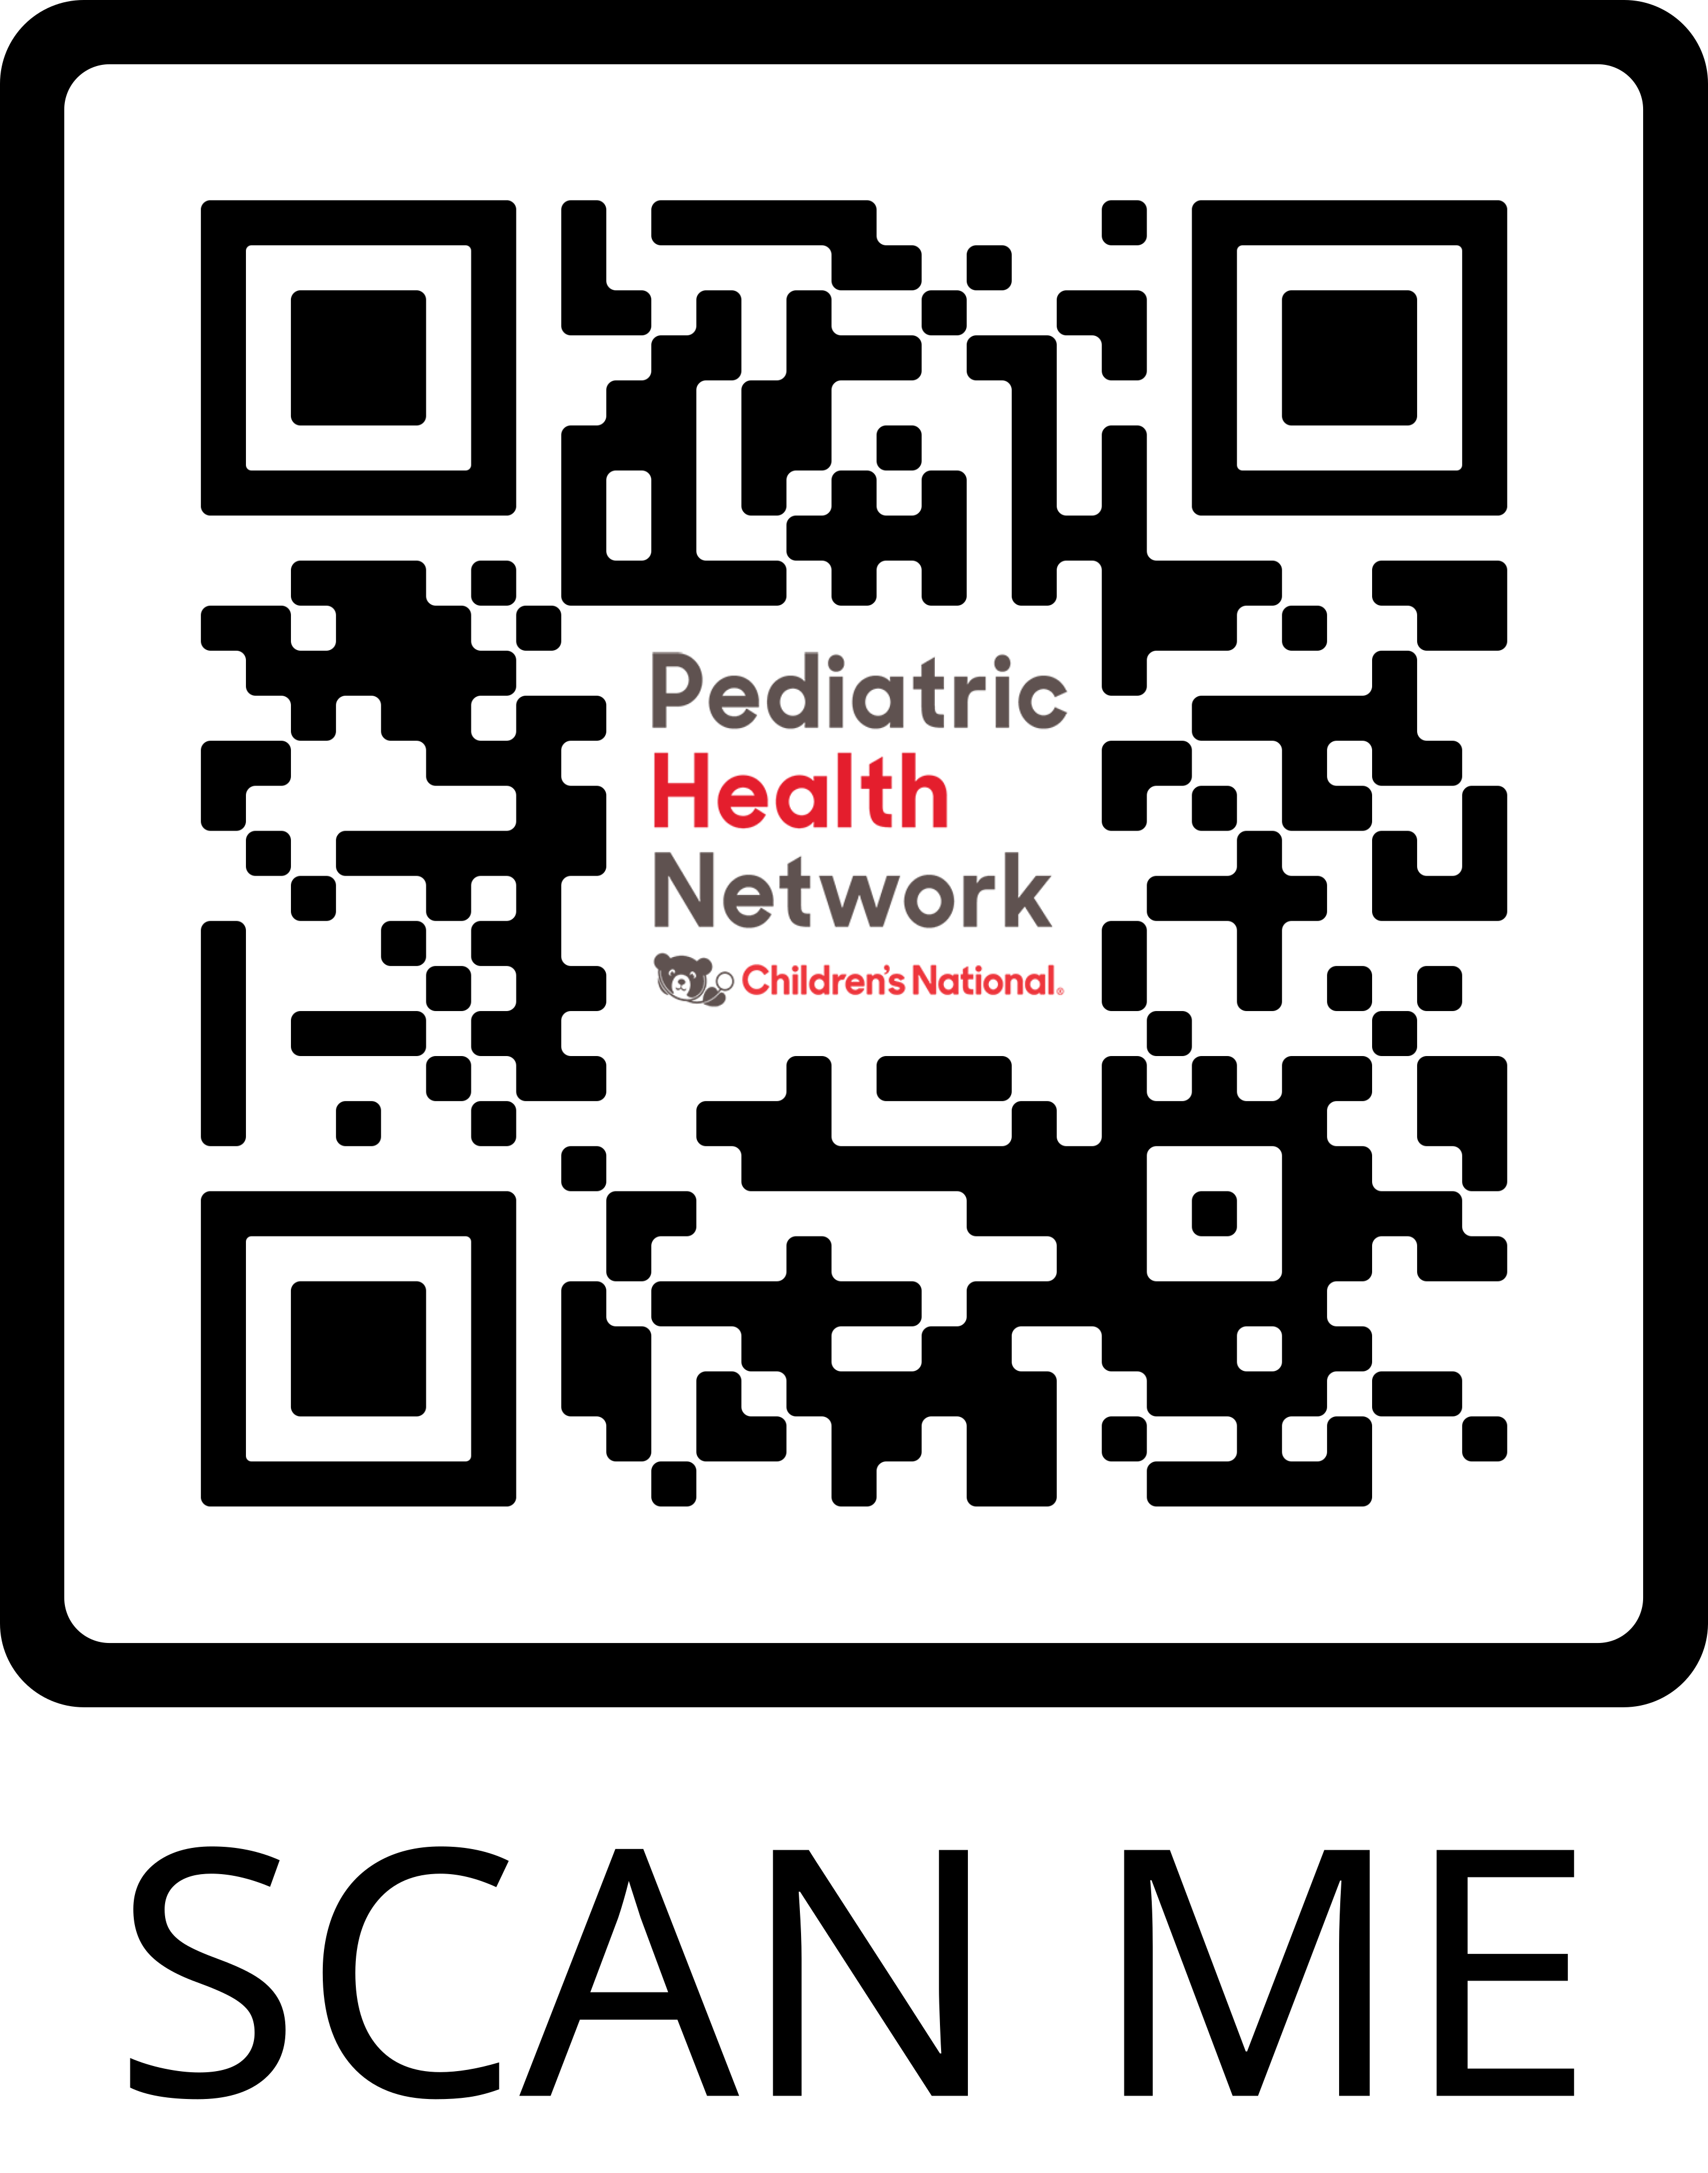 Pediatric
Health
Network
Children's National®
SCAN ME